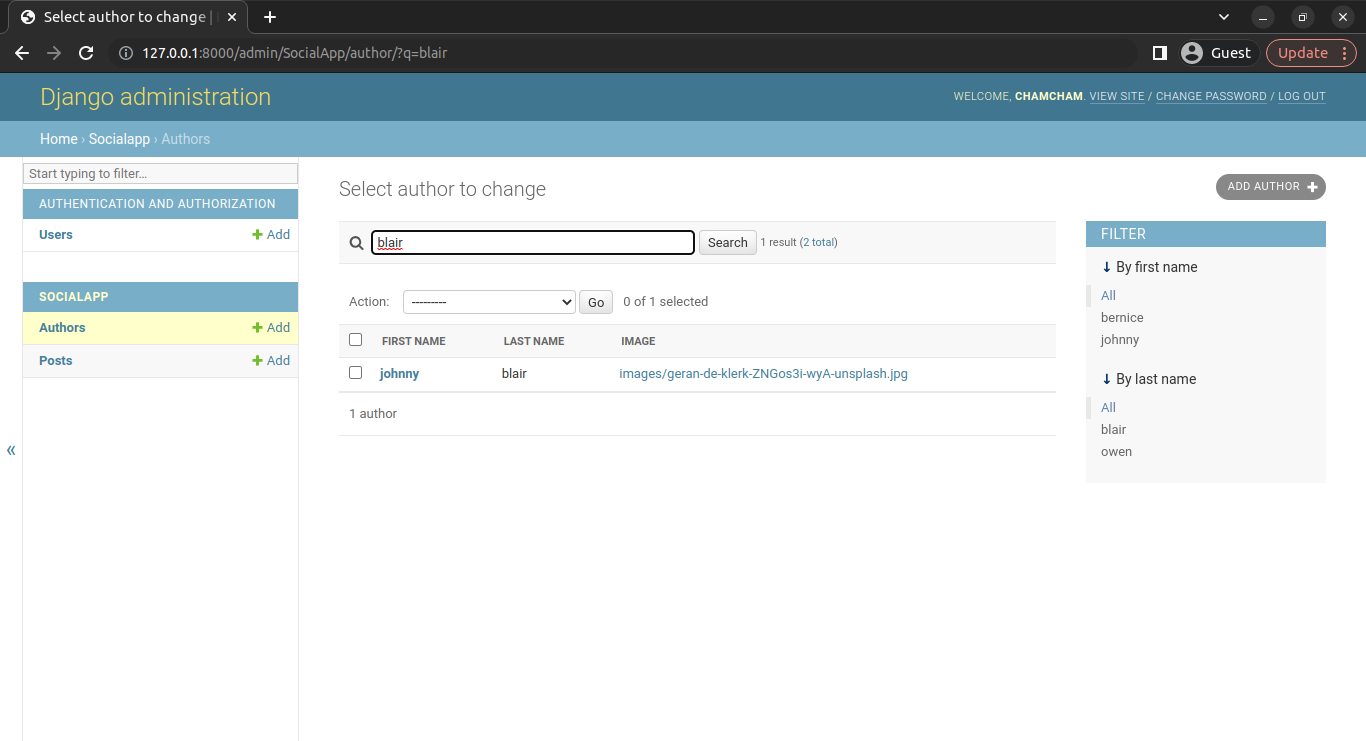 Select author to change |
127.0.0.1:8000/admin/SocialApp/author/?q=blair
Guest
Update
Django administration
WELCOME, CHAMCHAM. VIEW SITE / CHANGE PASSWORD / LOG OUT
Home › Socialapp › Authors
Start typing to filter…
AUTHENTICATION AND AUTHORIZATION
Users
Add
SOCIALAPP
Authors
Add
Posts
Add
«
Select author to change
ADD AUTHOR
blair
Search
1 result (2 total)
Action:
---------
Go
0 of 1 selected
FIRST NAME LAST NAME IMAGE
johnny blair images/geran-de-klerk-ZNGos3i-wyA-unsplash.jpg
1 author
FILTER
↓ By first name
All
bernice
johnny
↓ By last name
All
blair
owen